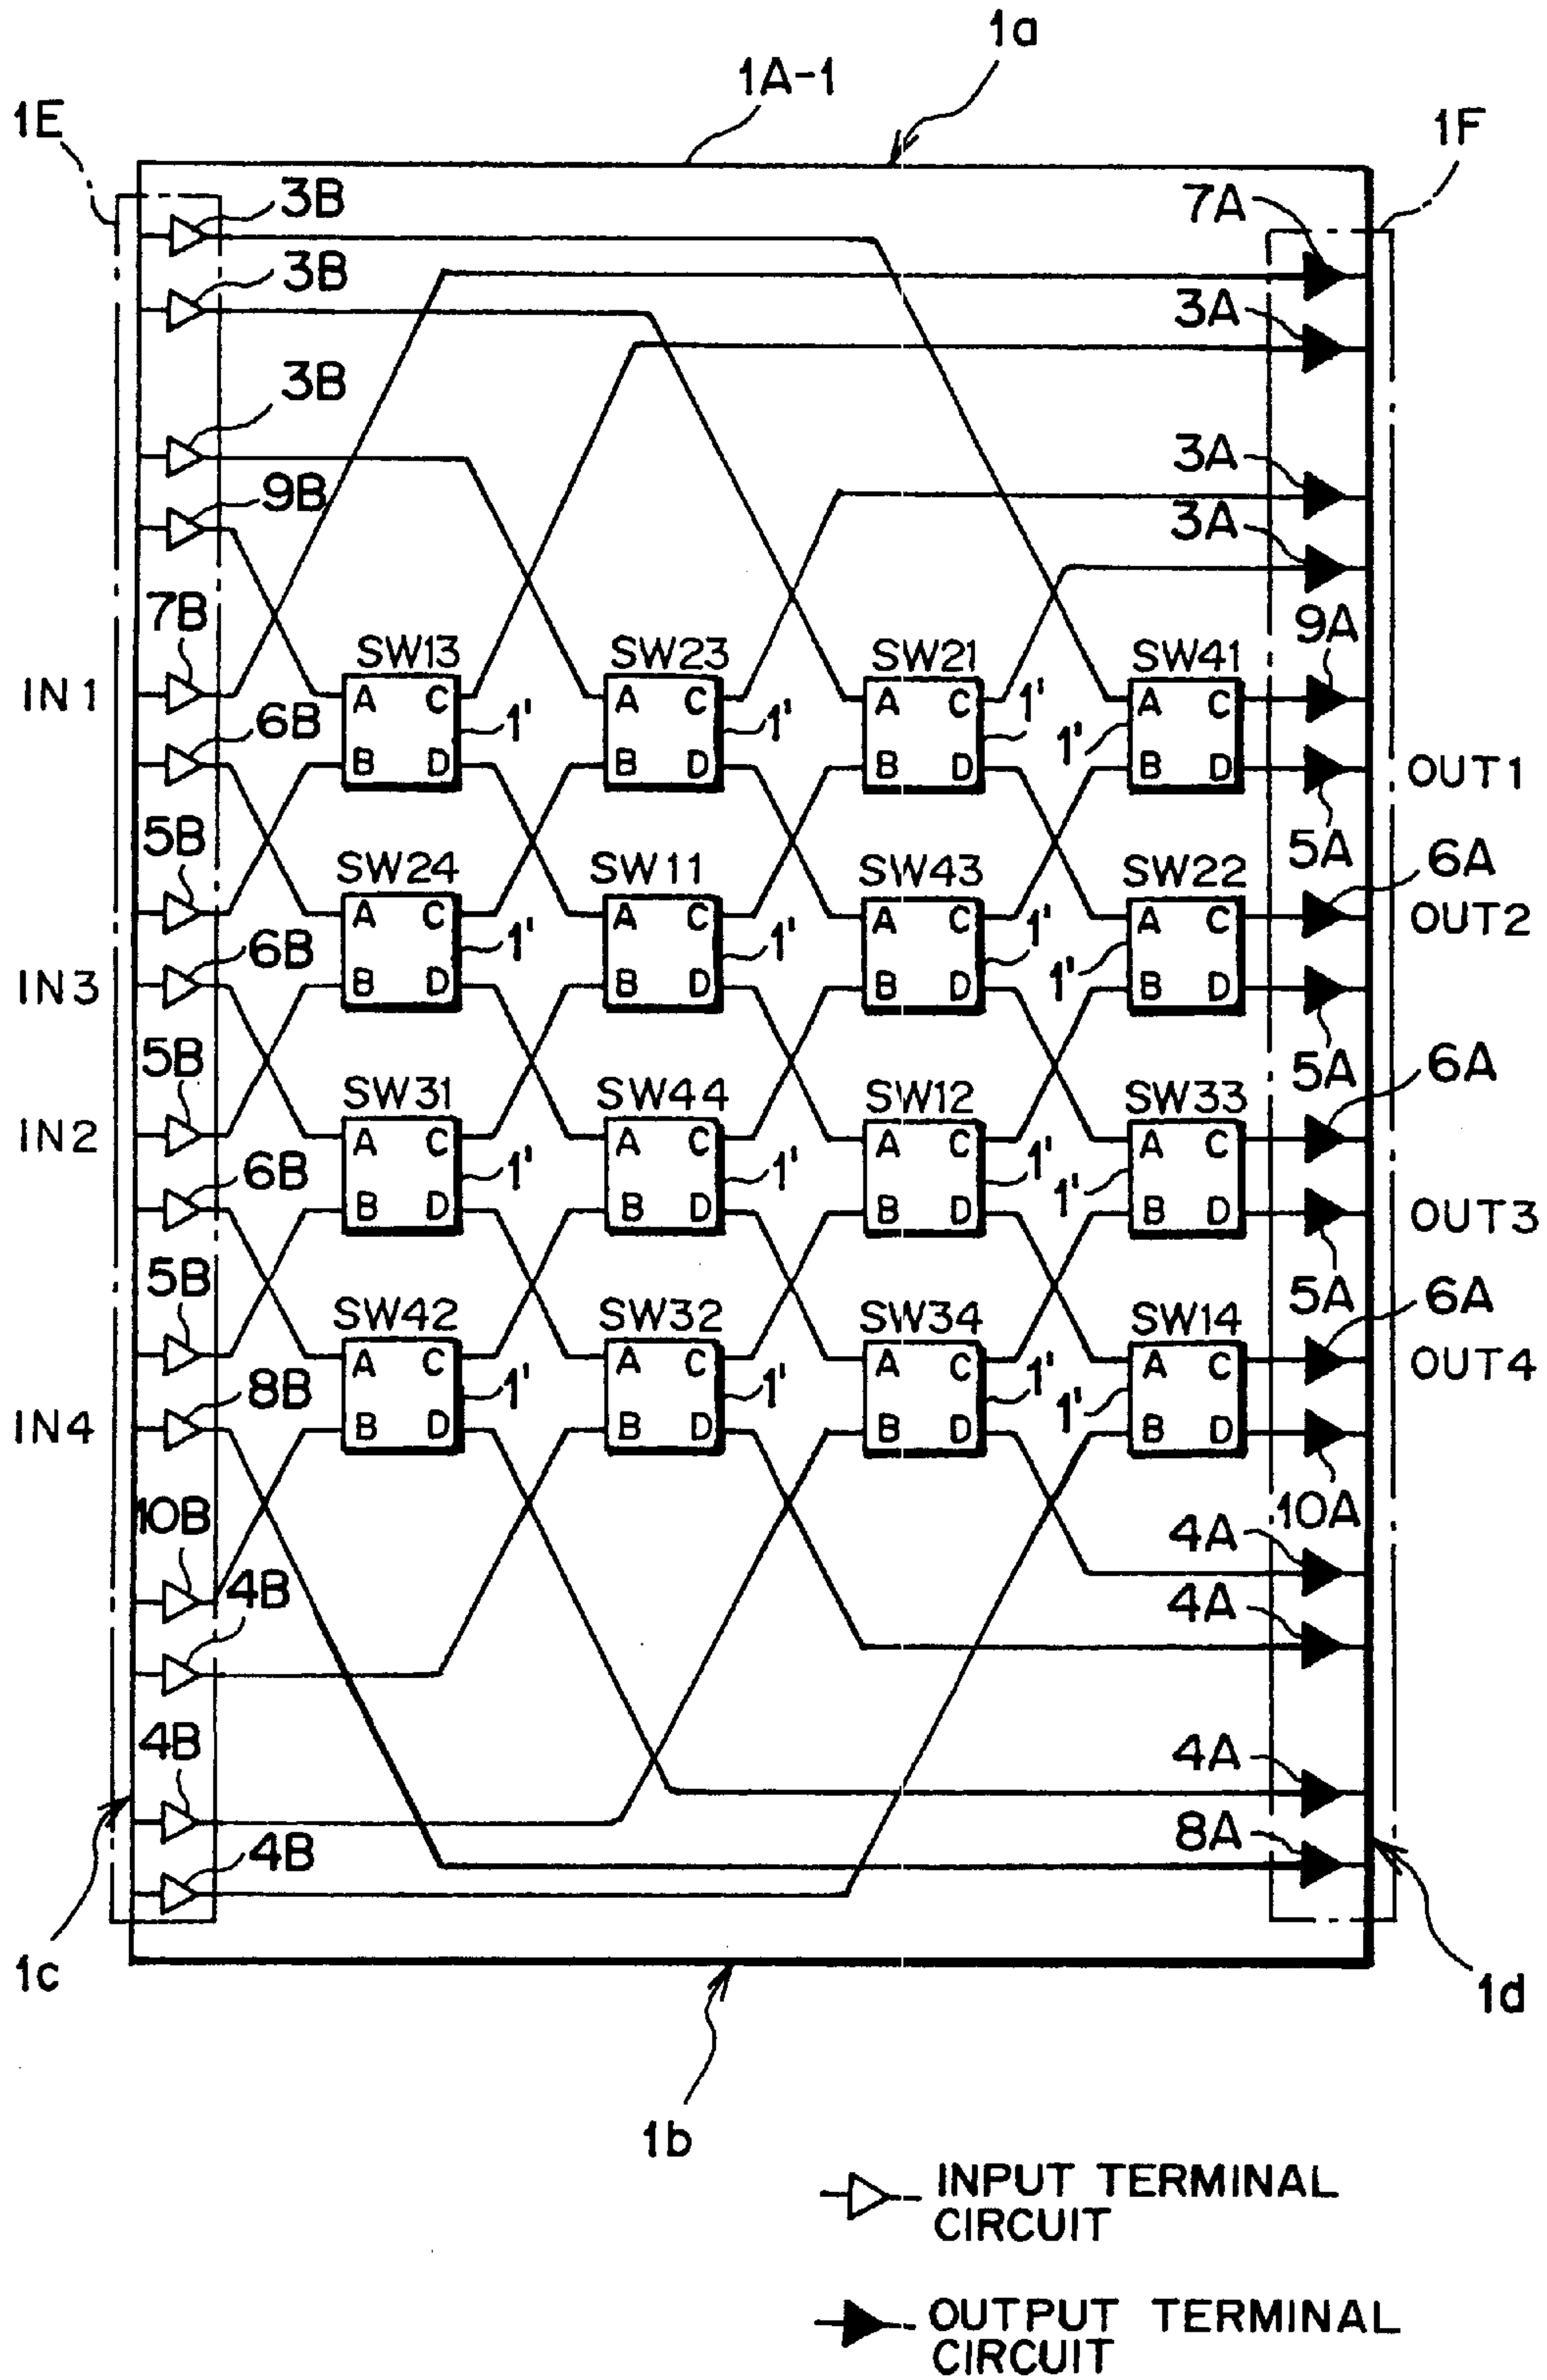 1a
1A-1
1E
1F
3B
7A
3B
3A
3B
3A
9B
3A
7B
9A
SW13
SW23
SW21
SW41
IN1
A C
1'
A C
1'
A C
1'
1'
A C
6B
B D
B D
B D
B D
OUT1
5B
5A
6A
SW24
SW11
SW43
SW22
A C
A C
A C
A C
OUT2
6B
1'
1'
1'
1'
IN3
B D
B D
B D
B D
5B
5A
6A
SW31
SW44
SW12
SW33
IN2
A C
A C
A C
A C
6B
1'
1'
1'
1'
B D
B D
B D
B D
OUT3
5B
5A
6A
SW42
SW32
SW34
SW14
A C
A C
A C
A C
OUT4
8B
1'
1'
1'
1'
IN4
B D
B D
B D
B D
10B
10A
4A
4B
4A
4B
4A
8A
4B
1c
1d
1b
INPUT TERMINAL
CIRCUIT
OUTPUT TERMINAL
CIRCUIT